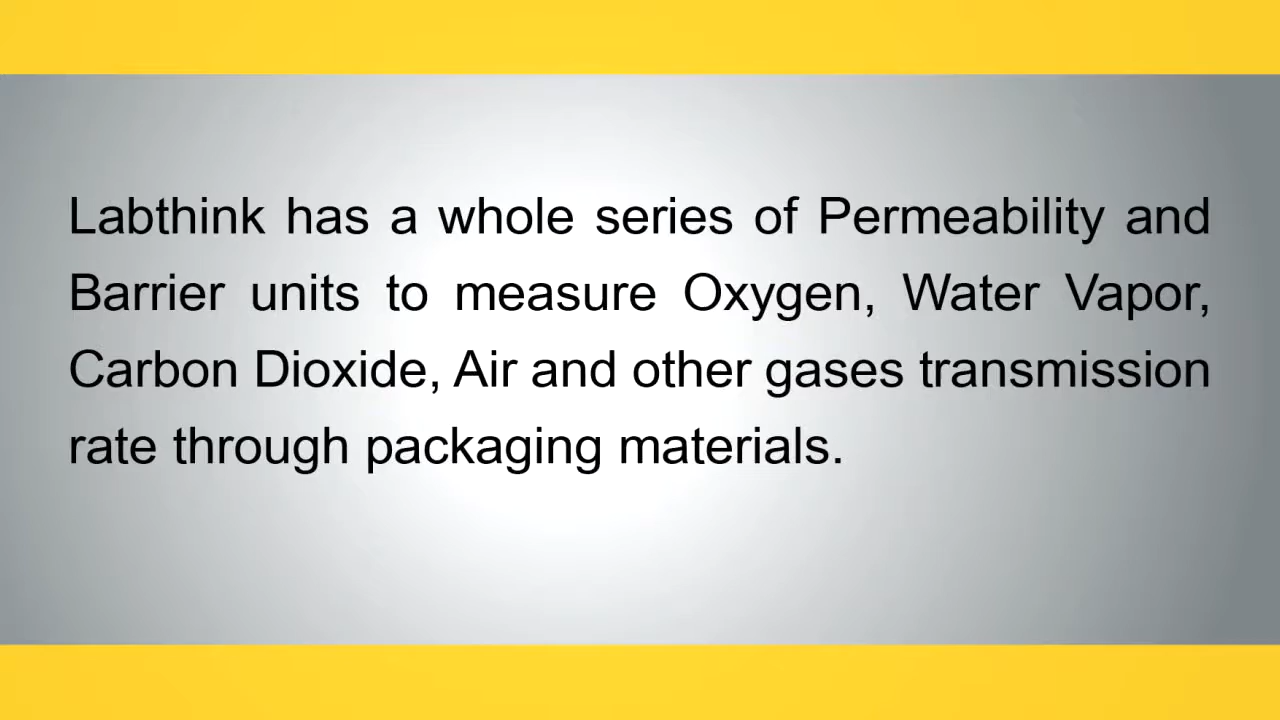 Labthink has a whole series of Permeability and
Barrier units to measure Oxygen, Water Vapor,
Carbon Dioxide, Air and other gases transmission
rate through packaging materials.